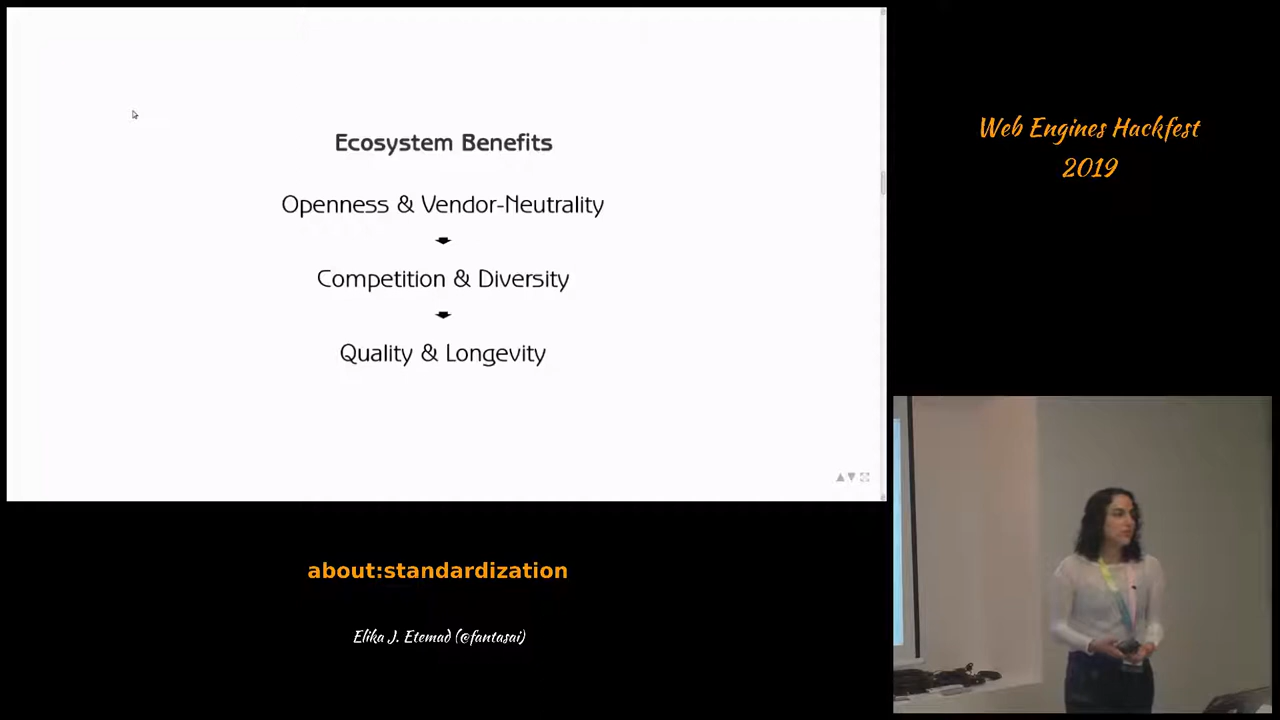 Ecosystem Benefits
Openness & Vendor-Neutrality
Competition & Diversity
Quality & Longevity
Web Engines Hackfest
2019
about:standardization
Elika J. Etemad (@fantasai)